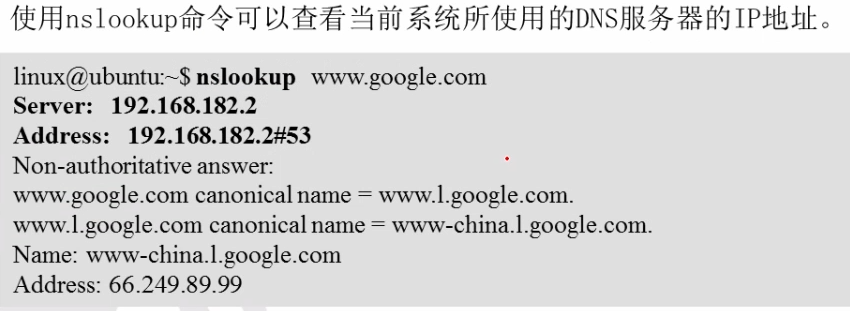 使用nslookup命令可以查看当前系统所使用的DNS服务器的IP地址。
linux@ubuntu:~$ nslookup www.google.com
Server: 192.168.182.2
Address: 192.168.182.2#53
Non-authoritative answer:
www.google.com canonical name = www.l.google.com.
www.l.google.com canonical name = www-china.l.google.com.
Name: www-china.l.google.com
Address: 66.249.89.99